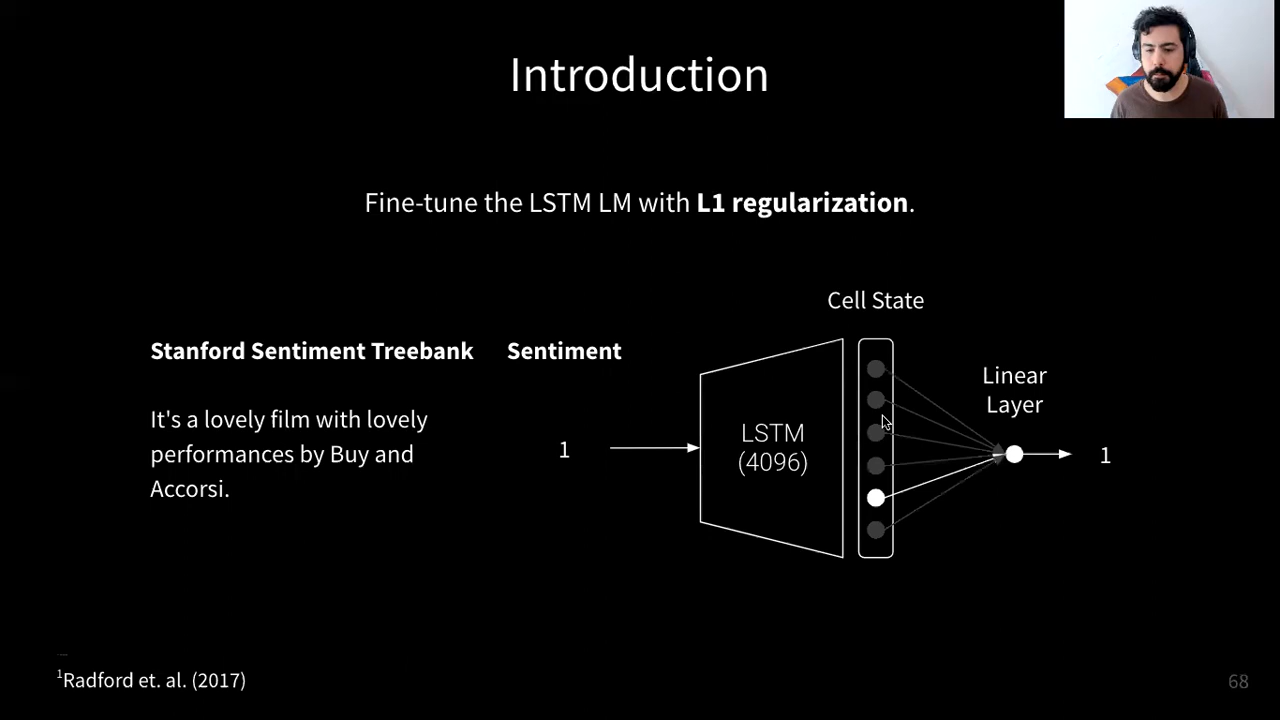 Introduction
Fine-tune the LSTM LM with L1 regularization.
Cell State
Stanford Sentiment Treebank Sentiment
Linear
Layer
It's a lovely film with lovely
performances by Buy and
Accorsi.
1
LSTM
(4096)
1
1Radford et. al. (2017)
68